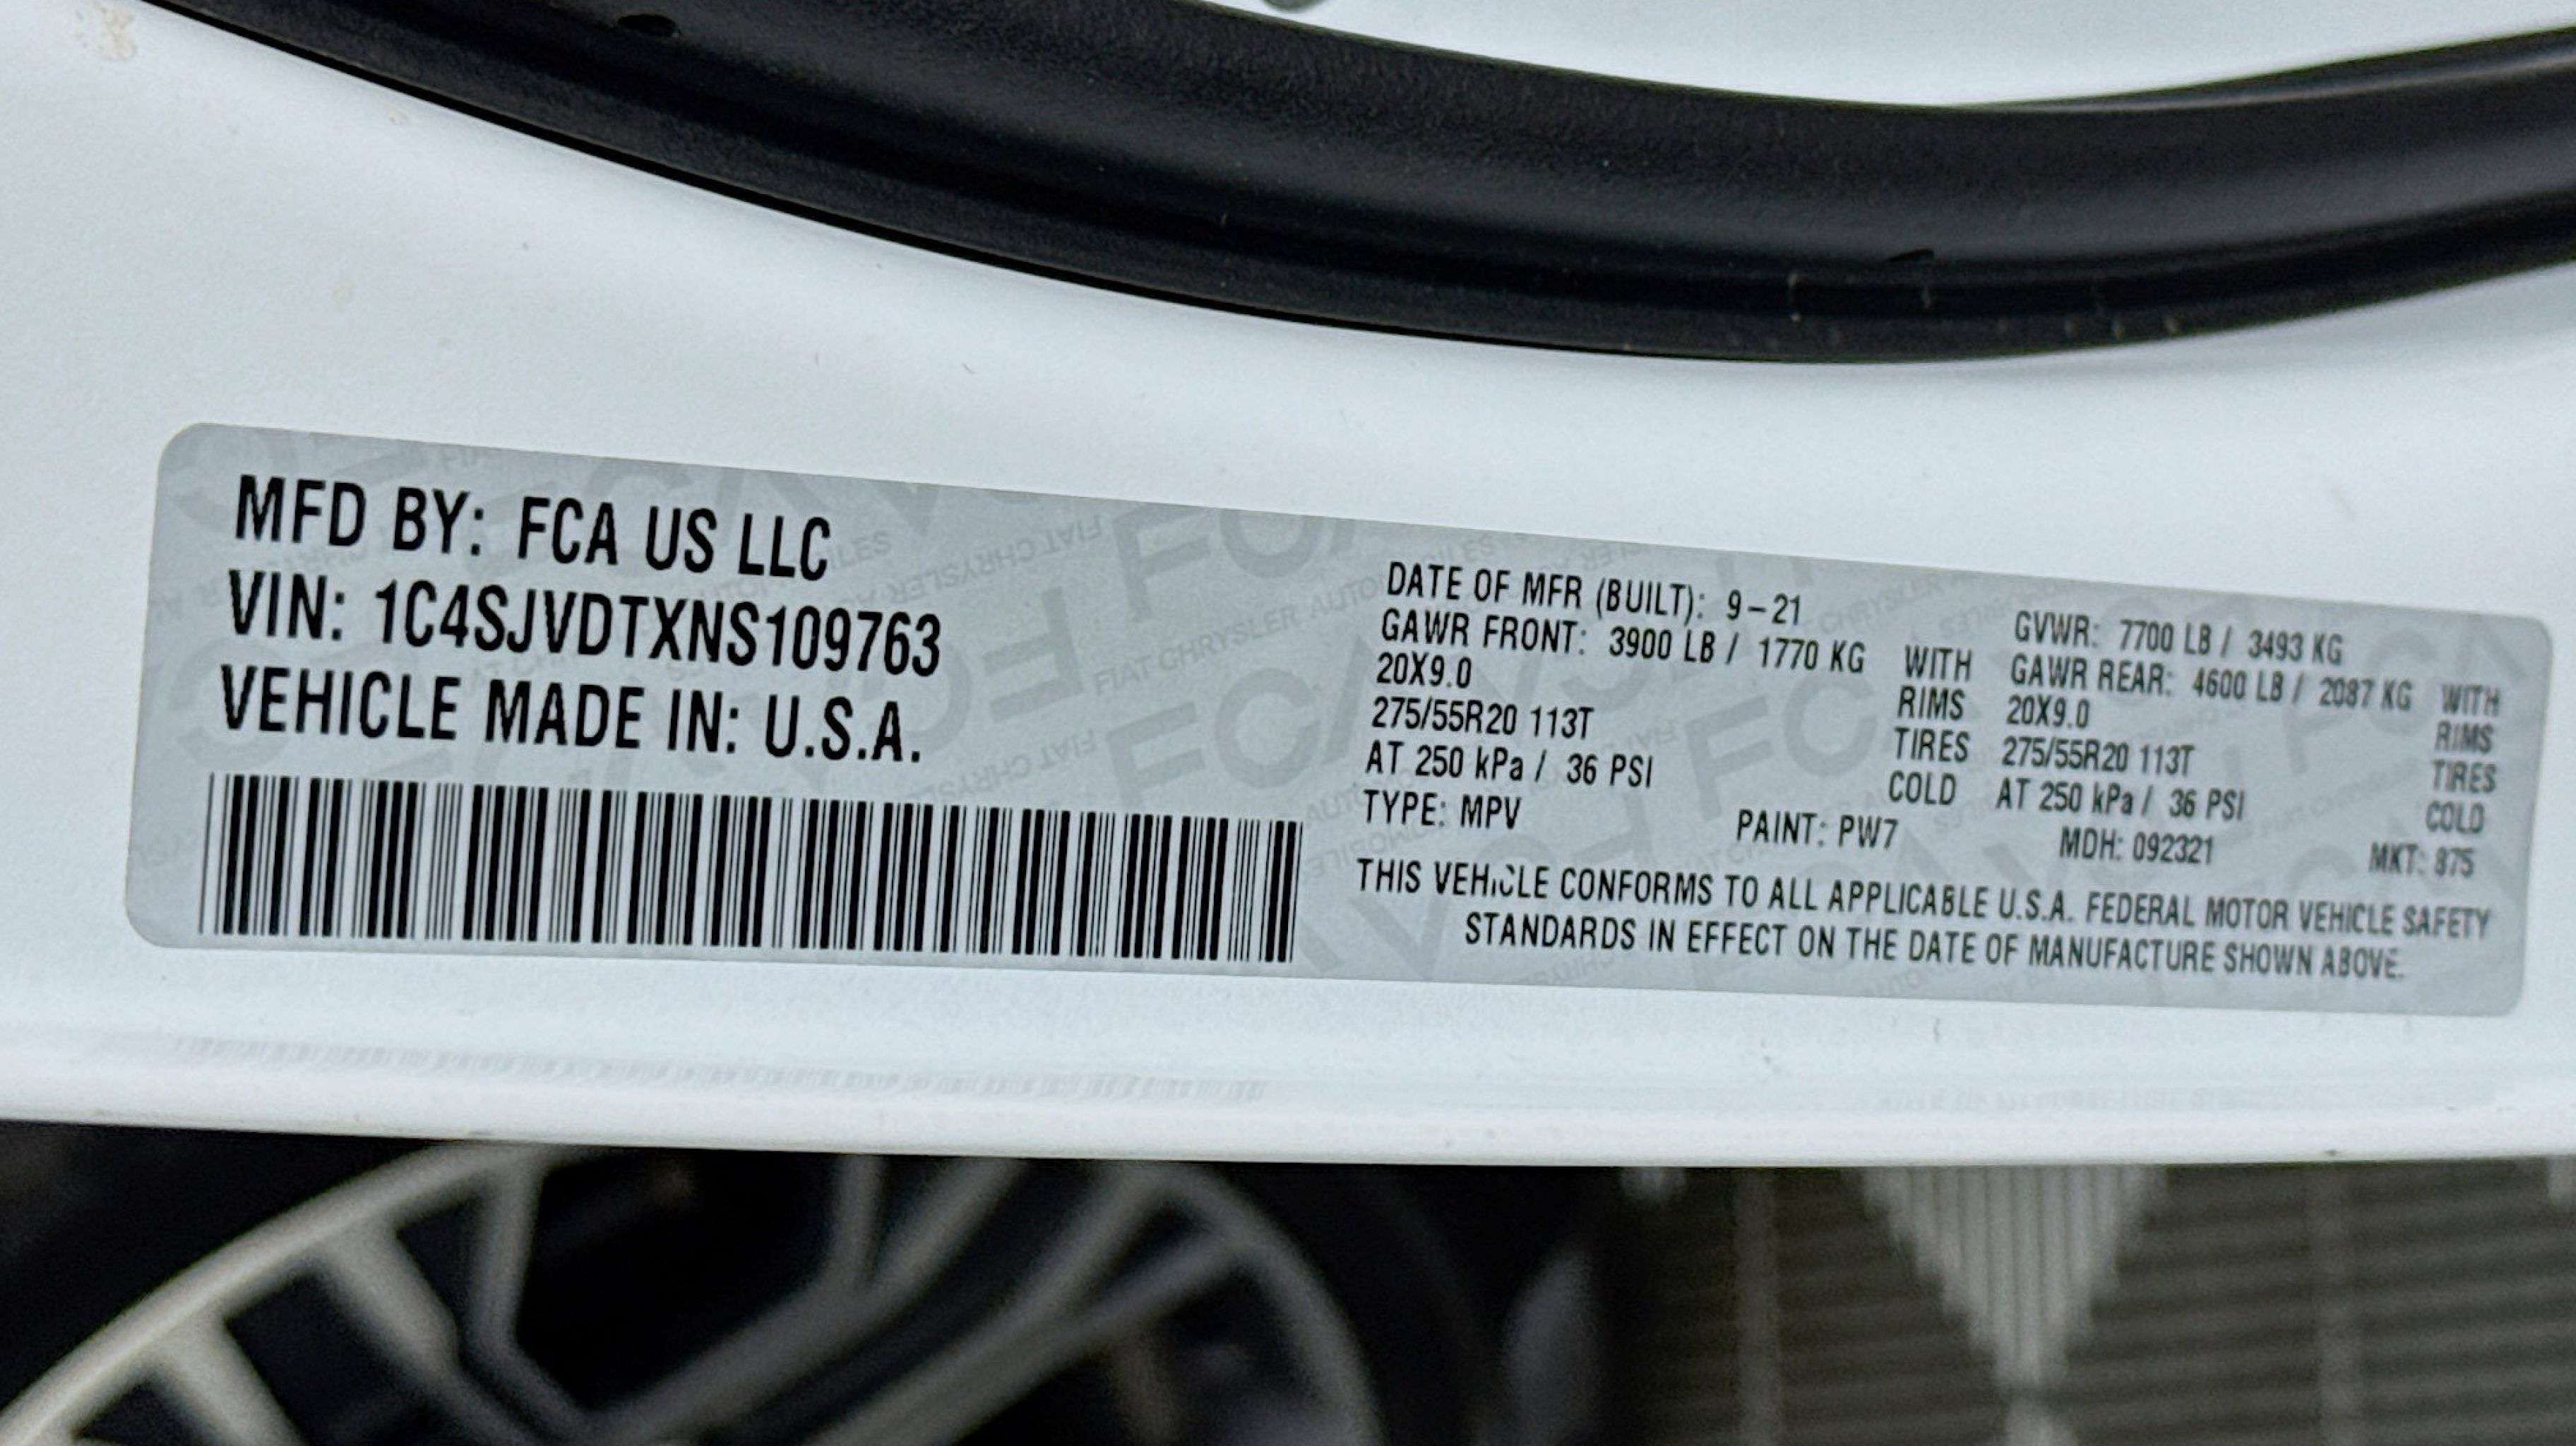 MFD BY: FCA US LLC
VIN: 1C4SJVDTXNS109763
VEHICLE MADE IN: U.S.A.
DATE OF MFR (BUILT): 9-21 GVWR: 7700 LB / 3493 KG
GAWR FRONT: 3900 LB / 1770 KG WITH GAWR REAR: 4600 LB / 2087 KG WITH
20X9.0 RIMS 20X9.0 RIMS
275/55R20 113T TIRES 275/55R20 113T TIRES
AT 250 kPa / 36 PSI COLD AT 250 kPa / 36 PSI COLD
TYPE: MPV PAINT: PW7 MDH: 092321 MKT:
THIS VEHICLE CONFORMS TO ALL APPLICABLE U.S.A. FEDERAL MOTOR VEHICLE SAFETY
STANDARDS IN EFFECT ON THE DATE OF MANUFACTURE SHOWN ABOVE.